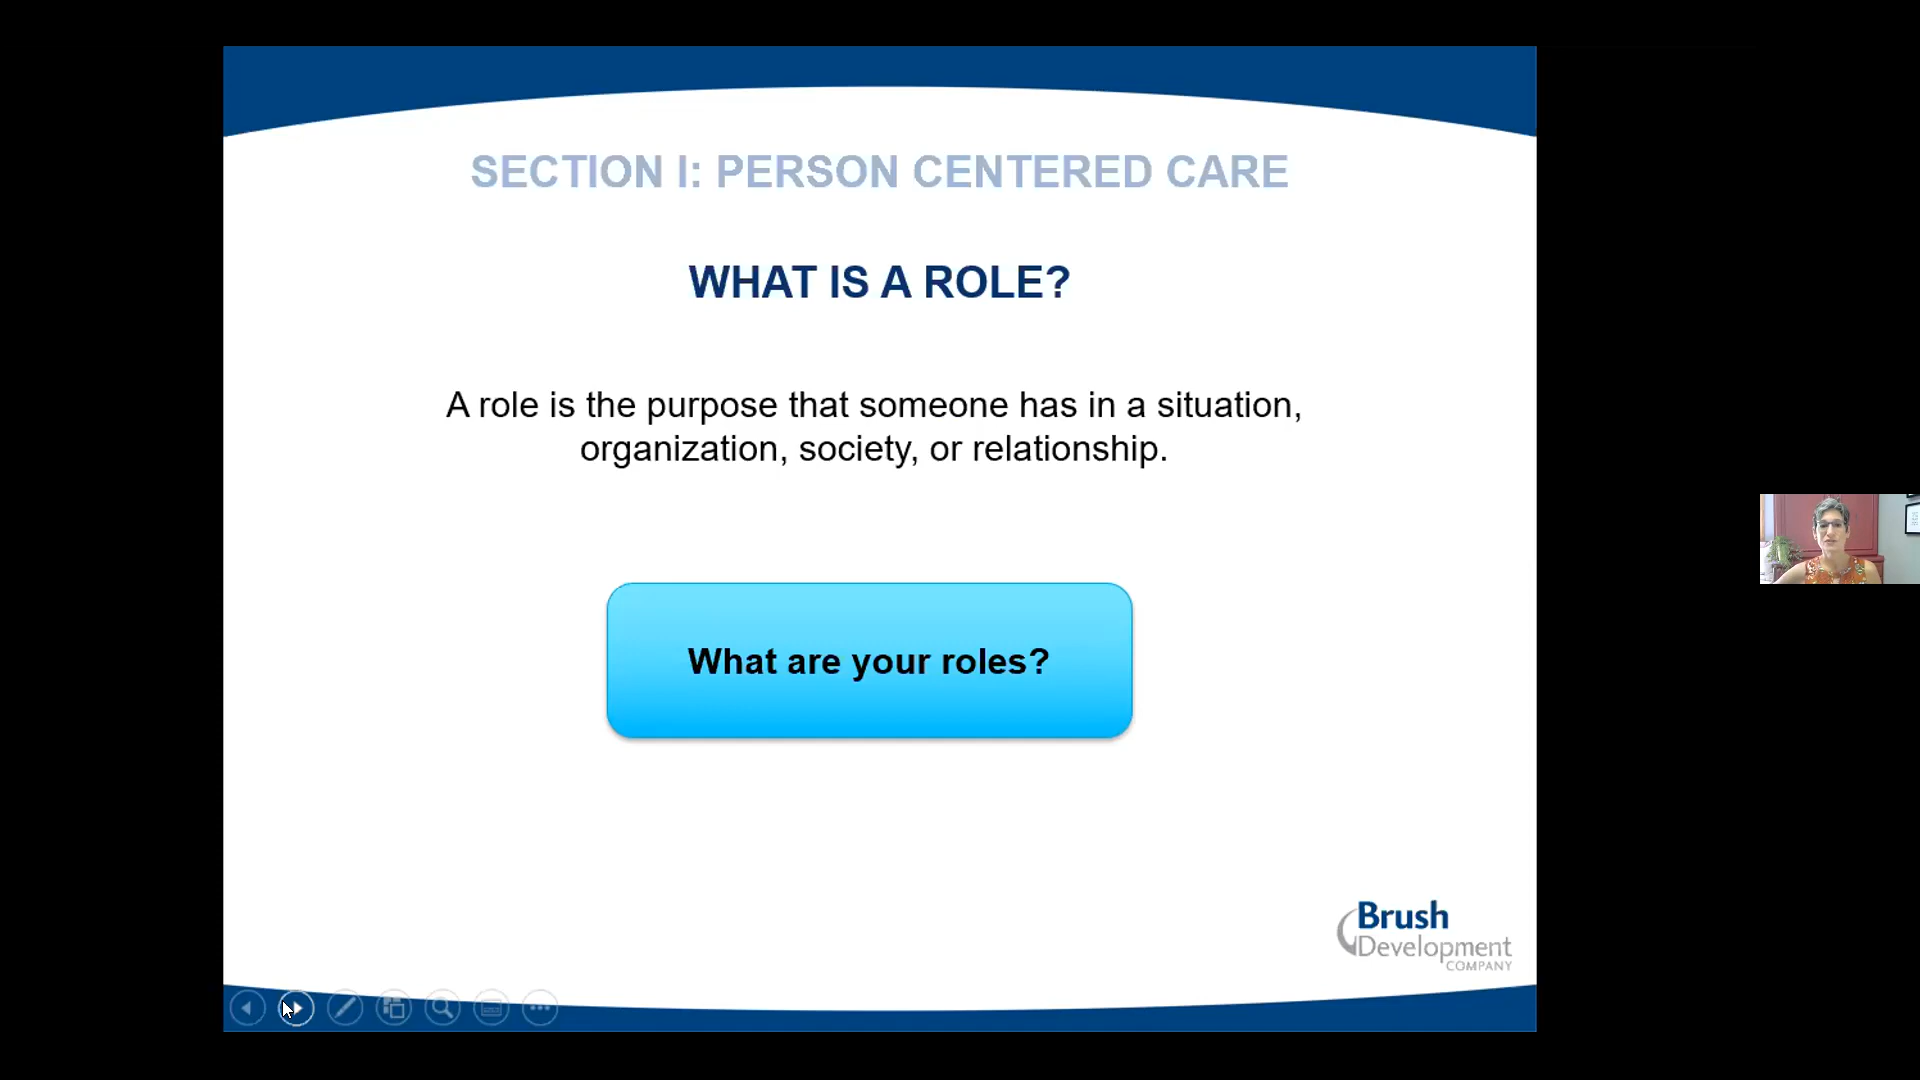 SECTION I: PERSON CENTERED CARE
WHAT IS A ROLE?
A role is the purpose that someone has in a situation,
organization, society, or relationship.
What are your roles?
Brush
Development
COMPANY